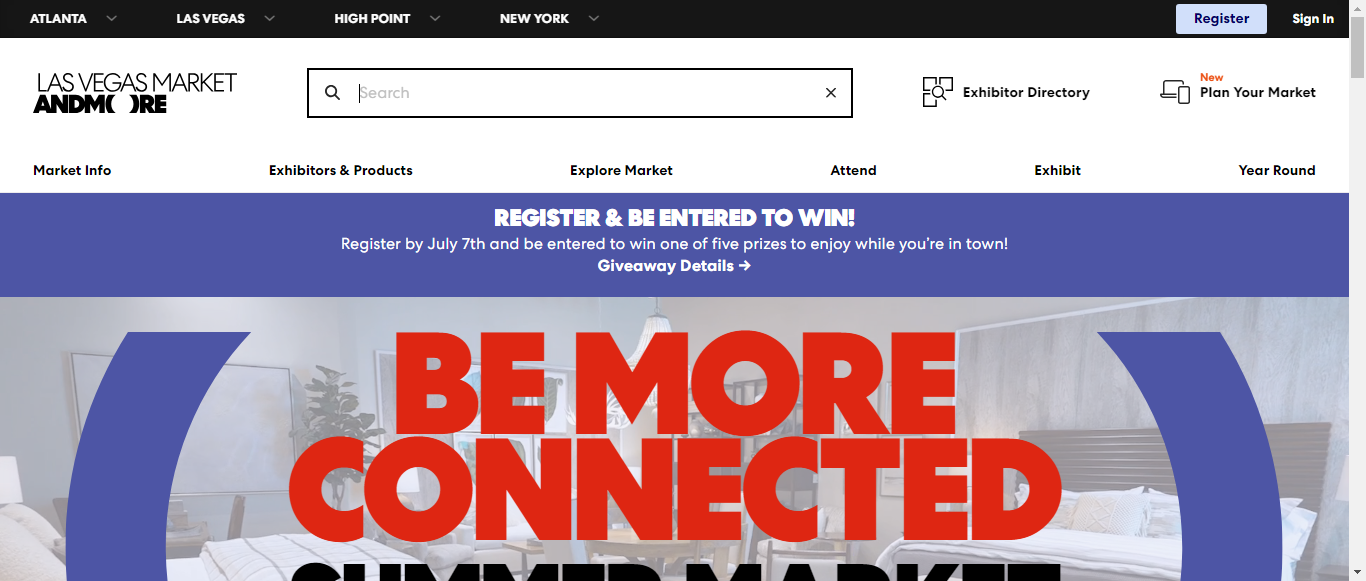 ATLANTA LAS VEGAS HIGH POINT NEW YORK Register Sign In
LAS VEGAS MARKET
ANDMORE
Search
Exhibitor Directory
New
Plan Your Market
Market Info Exhibitors & Products Explore Market Attend Exhibit Year Round
REGISTER & BE ENTERED TO WIN!
Register by July 7th and be entered to win one of five prizes to enjoy while you're in town!
Giveaway Details →
BE MORE
CONNECTED
SUMMER MARKET